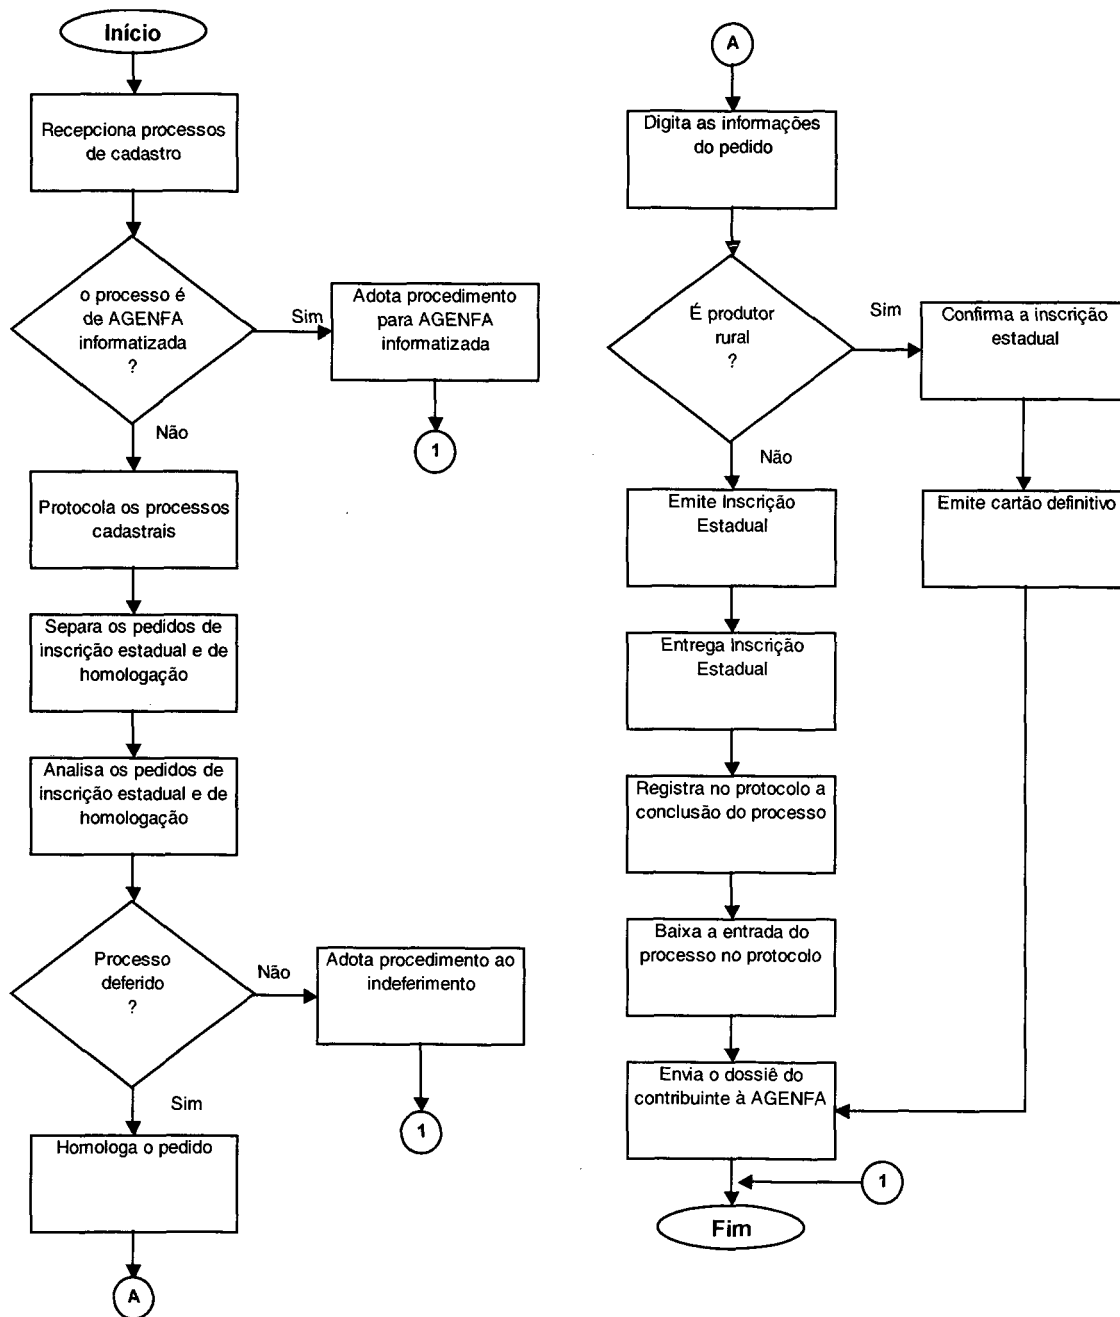 Início
Recepciona processos
de cadastro
o processo é
de AGENFA
informatizada
?
Sim
Adota procedimento
para AGENFA
informatizada
1
Não
Protocola os processos
cadastrais
Separa os pedidos de
inscrição estadual e de
homologação
Analisa os pedidos de
inscrição estadual e de
homologação
Processo
deferido
?
Não
Adota procedimento ao
indeferimento
1
Sim
Homologa o pedido
A
A
Digita as informações
do pedido
É produtor
rural
?
Sim
Confirma a inscrição
estadual
Emite cartão definitivo
Não
Emite Inscrição
Estadual
Entrega Inscrição
Estadual
Registra no protocolo a
conclusão do processo
Baixa a entrada do
processo no protocolo
Envia o dossiê do
contribuinte à AGENFA
1
Fim